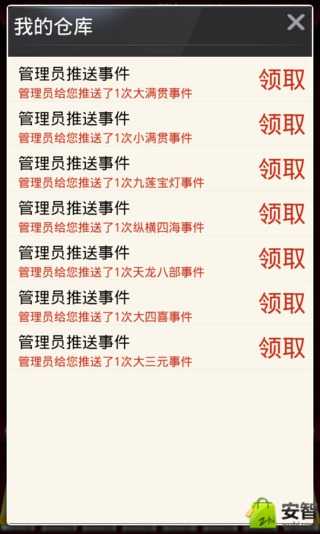 我的仓库
管理员推送事件
管理员给您推送了1次大满贯事件
领取
管理员推送事件
管理员给您推送了1次小满贯事件
领取
管理员推送事件
管理员给您推送了1次九莲宝灯事件
领取
管理员推送事件
管理员给您推送了1次纵横四海事件
领取
管理员推送事件
管理员给您推送了1次天龙八部事件
领取
管理员推送事件
管理员给您推送了1次大四喜事件
领取
管理员推送事件
管理员给您推送了1次大三元事件
领取
安智